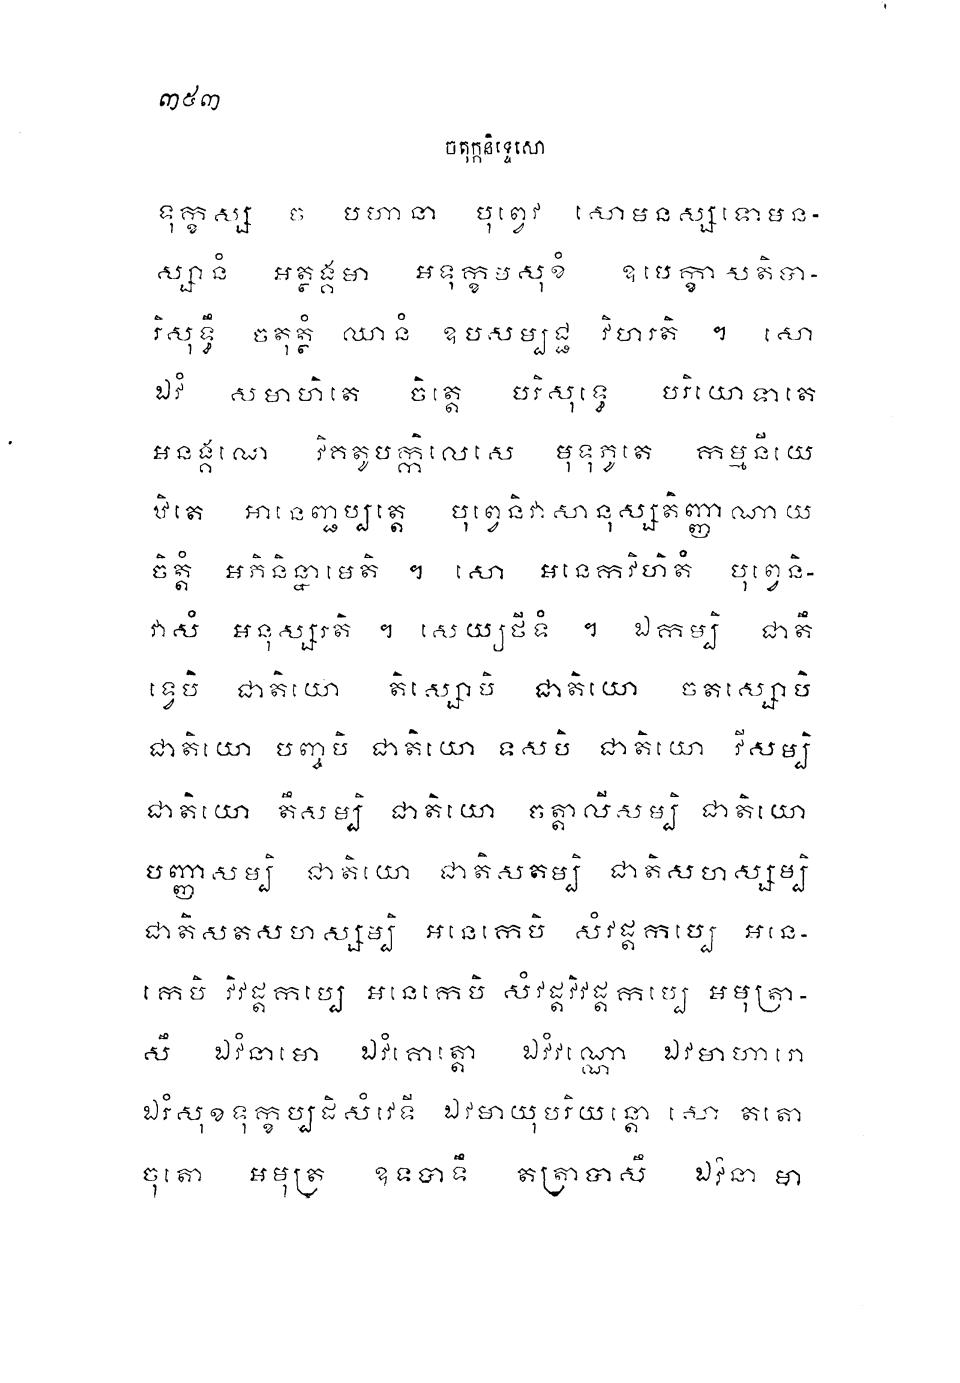 ៣៥៣
ចតុក្កនិទ្ទេសោ
ទុក្ខស្ស ច បហានា បុព្វេវ សោមនស្សទោមន-
ស្សានំ អត្ថង្គមា អទុក្ខមសុខំ ឧបេក្ខាសតិបា-
រិសុទ្ធឹ ចតុត្ថំ ឈានំ ឧបសម្បជ្ជ វិហរតិ ។ សោ
ឯវំ សមាហិតេ ចិត្តេ បរិសុទ្ធេ បរិយោទាតេ
អនង្គណេ វិគតូបក្កិលេសេ មុទុភូតេ កម្មនីយេ
ឋិតេ អានេញ្ជប្បត្តេ បុព្វេនិវាសានុស្សតិញ្ញាណាយ
ចិត្តំ អភិនិន្នាមេតិ ។ សោ អនេកវិហិតំ បុព្វេនិ-
វាសំ អនុស្សរតិ ។ សេយ្យថីទំ ។ ឯកម្បិ ជាតឹ
ទ្វេបិ ជាតិយោ តិស្សោបិ ជាតិយោ ចតស្សោបិ
ជាតិយោ បញ្ចបិ ជាតិយោ ទសបិ ជាតិយោ វីសម្បិ
ជាតិយោ តឹសម្បិ ជាតិយោ ចត្តាលីសម្បិ ជាតិយោ
បញ្ញាសម្បិ ជាតិយោ ជាតិសតម្បិ ជាតិសហស្សម្បិ
ជាតិសតសហស្សម្បិ អនេកេបិ សំវដ្តកប្បេ អនេ-
កេបិ វិវដ្តកប្បេ អនេកេបិ សំវដ្តវិវដ្តកប្បេ អមុត្រា-
សឹ ឯវំនាមោ ឯវំគោត្តោ ឯវំវណ្ណោ ឯវមាហារោ
ឯវំសុខទុក្ខប្បដិសំវេទី ឯវមាយុបរិយន្តោ សោ តតោ
ចុតោ អមុត្រ ឧទបាទឹ តត្រាបាសឹ ឯវំនាមោ